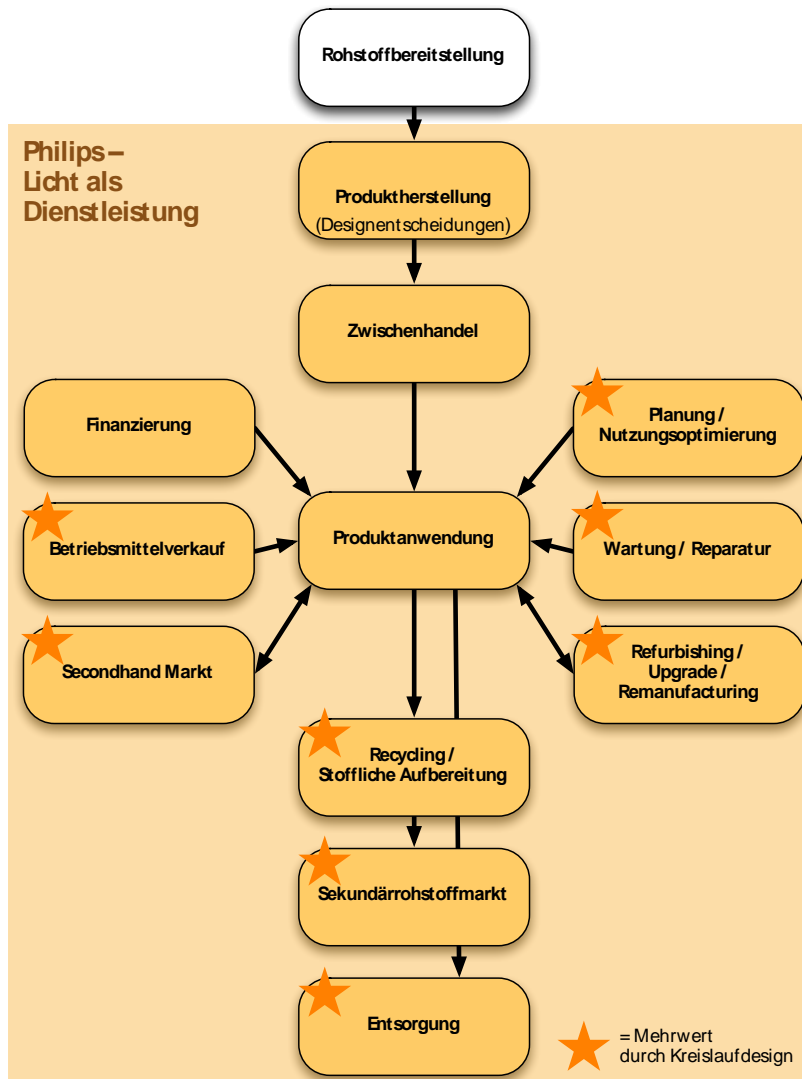 Rohstoffbereitstellung
Philips –
Licht als
Dienstleistung
Produktherstellung
(Designentscheidungen)
Zwischenhandel
Finanzierung
Planung /
Nutzungsoptimierung
Betriebsmittelverkauf
Produktanwendung
Wartung / Reparatur
Secondhand Markt
Refurbishing /
Upgrade /
Remanufacturing
Recycling /
Stoffliche Aufbereitung
Sekundärrohstoffmarkt
Entsorgung
= Mehrwert
durch Kreislaufdesign